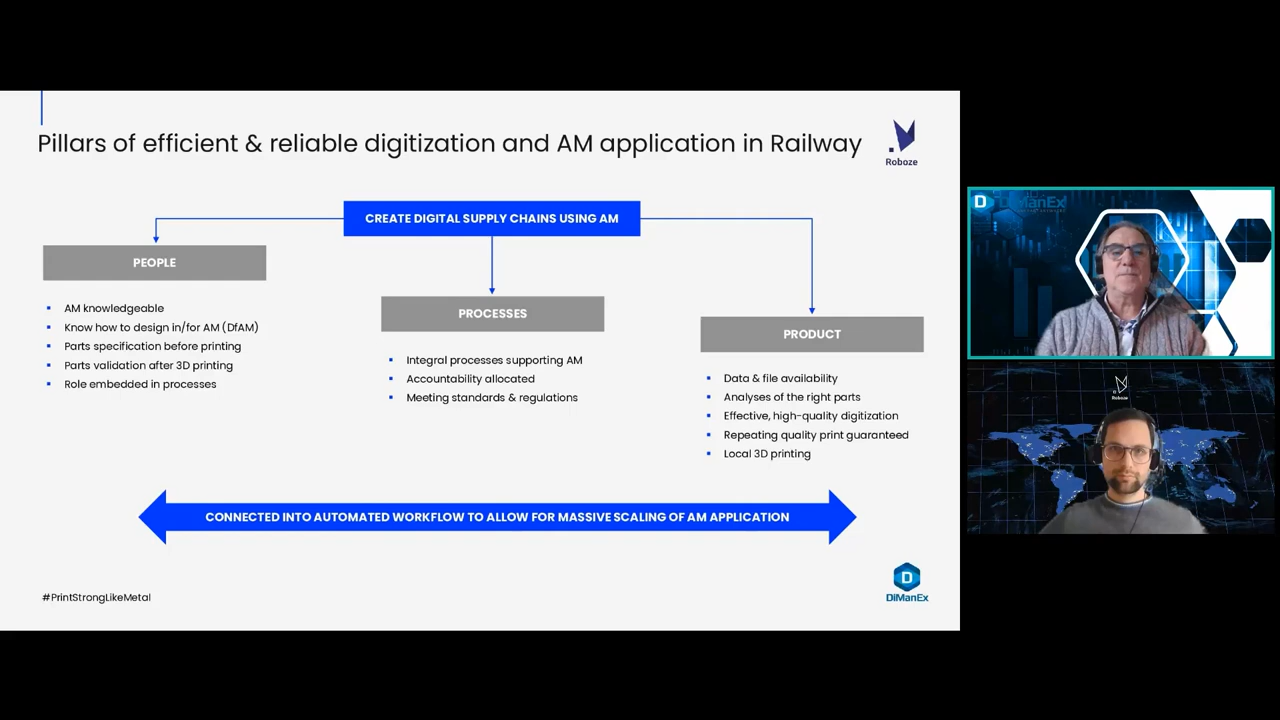 Pillars of efficient & reliable digitization and AM application in Railway
Roboze
CREATE DIGITAL SUPPLY CHAINS USING AM
PEOPLE
AM knowledgeable
Know how to design in/for AM (DfAM)
Parts specification before printing
Parts validation after 3D printing
Role embedded in processes
PROCESSES
Integral processes supporting AM
Accountability allocated
Meeting standards & regulations
PRODUCT
Data & file availability
Analyses of the right parts
Effective, high-quality digitization
Repeating quality print guaranteed
Local 3D printing
CONNECTED INTO AUTOMATED WORKFLOW TO ALLOW FOR MASSIVE SCALING OF AM APPLICATION
#PrintStrongLikeMetal
D
DiManEx
D
DiManEx
Roboze